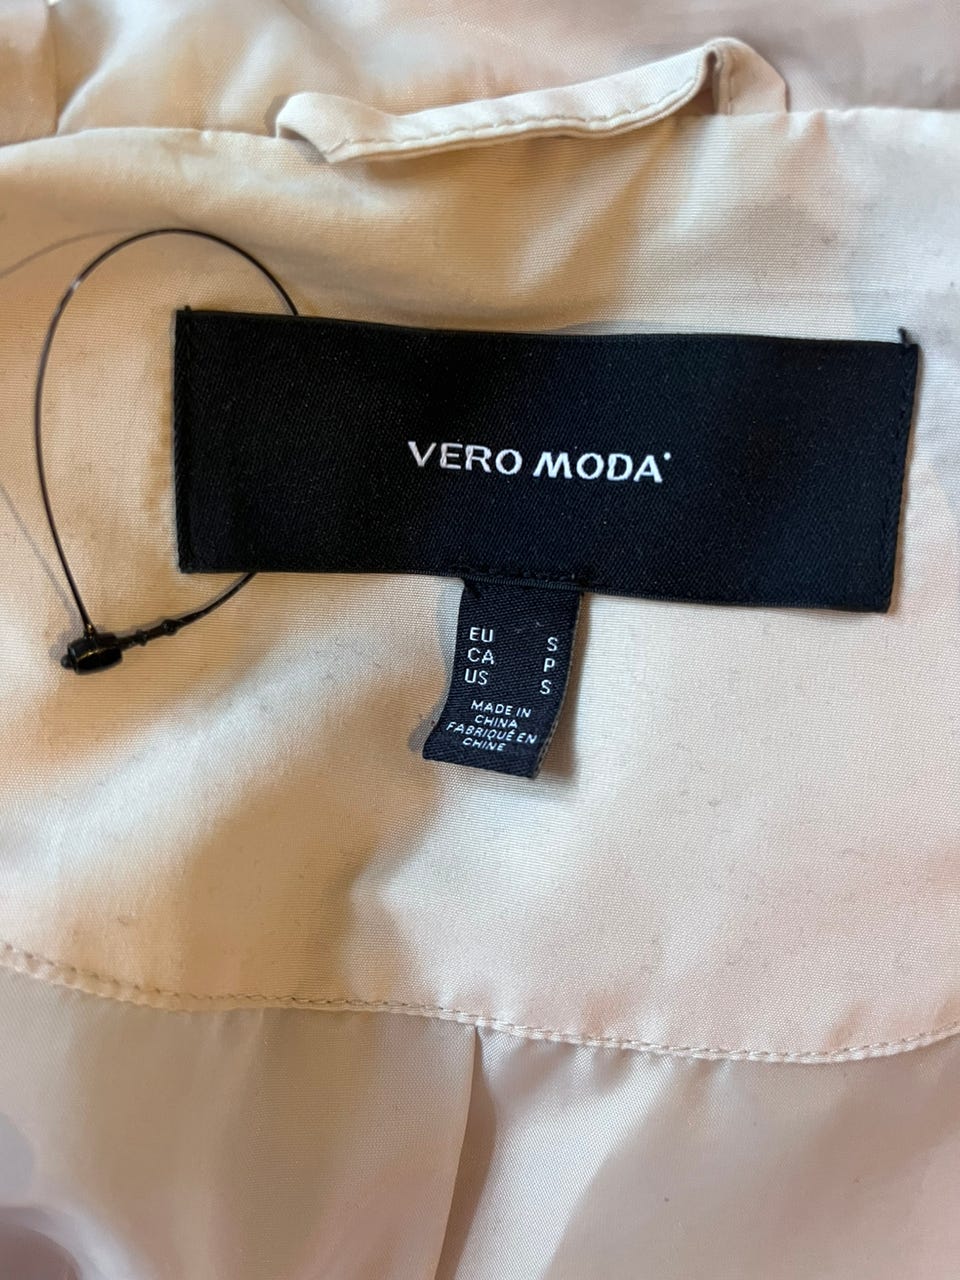 VERO MODA
EU S
CA P
US S
MADE IN
CHINA
FABRIQUÉ EN
CHINE